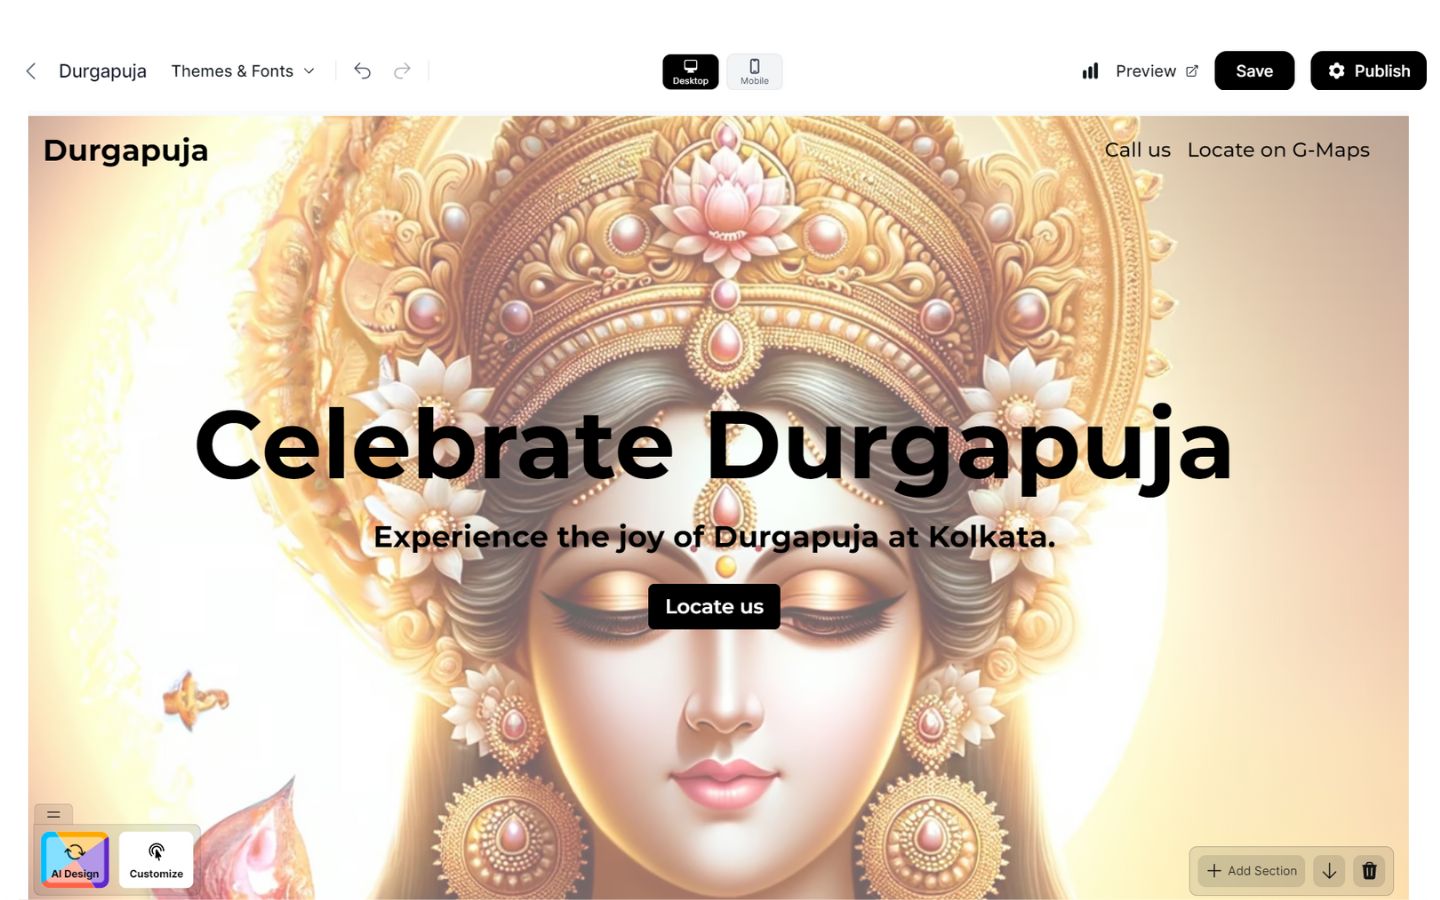 Durgapuja
Themes & Fonts
Desktop
Mobile
Preview
Save
Publish
Durgapuja
Call us
Locate on G-Maps
Celebrate Durgapuja
Experience the joy of Durgapuja at Kolkata.
Locate us
AI Design
Customize
Add Section